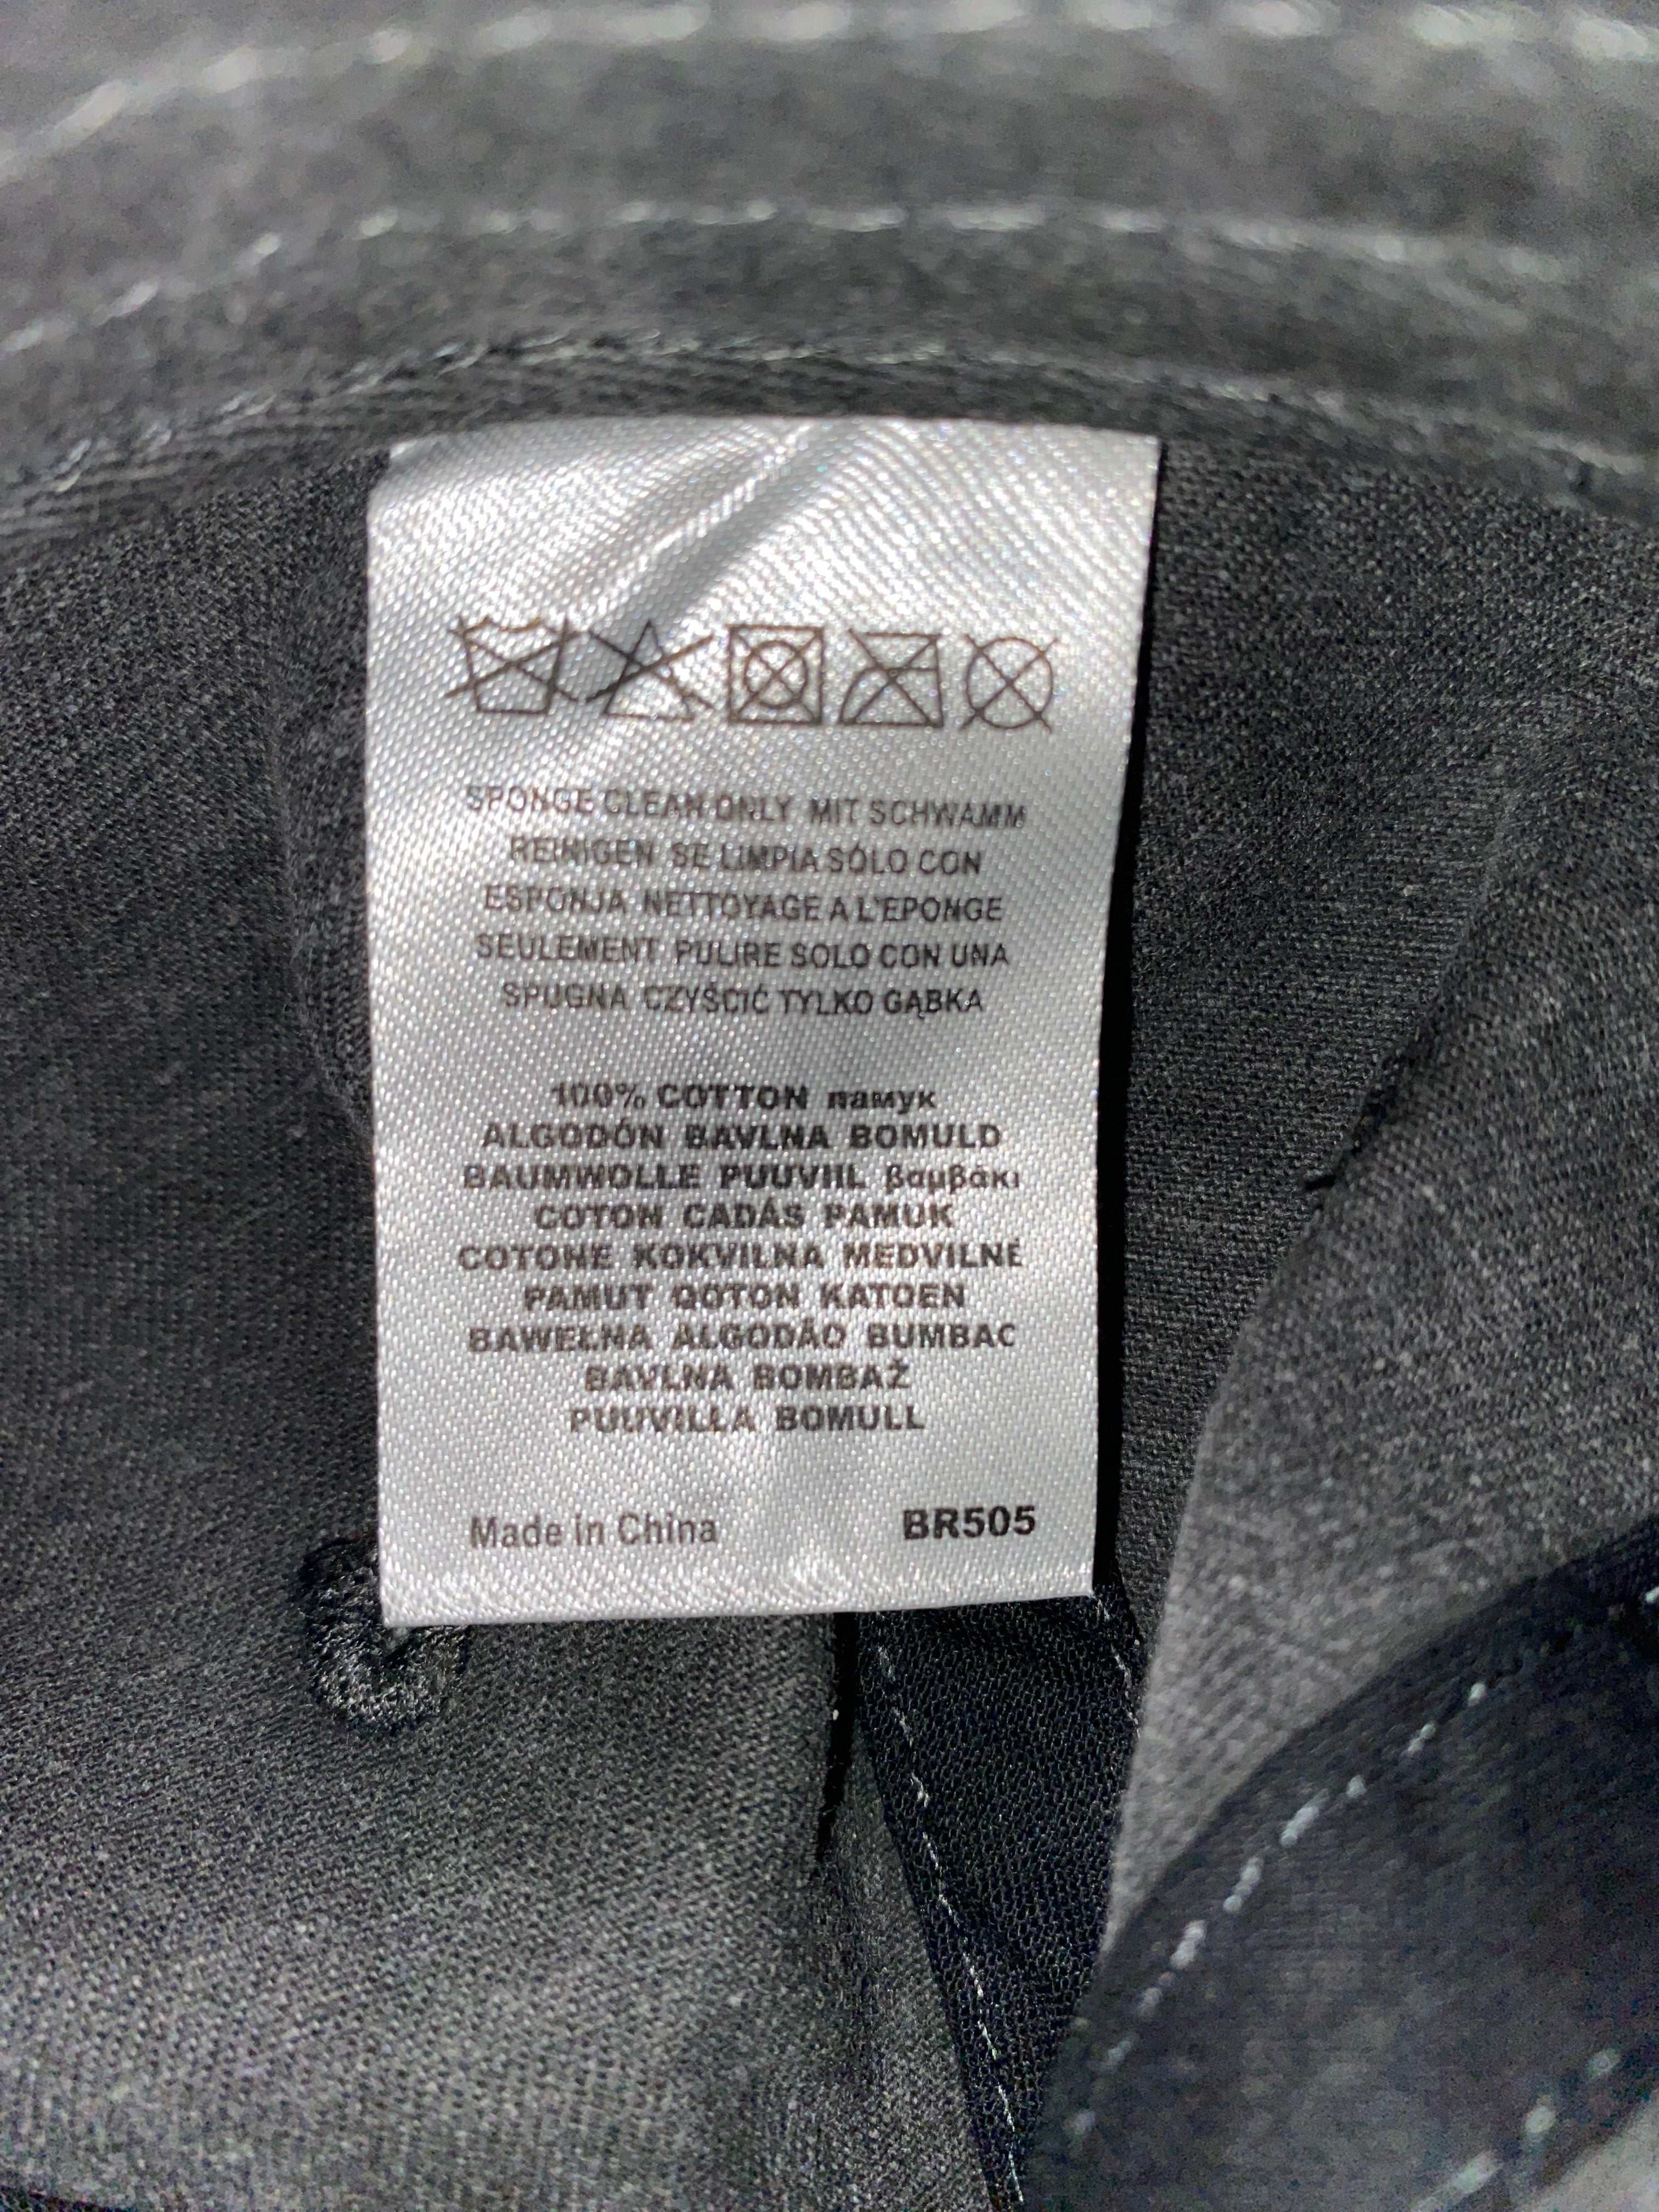 SPONGE CLEAN ONLY MIT SCHWAMM
REINIGEN SE LIMPIA SÓLO CON
ESPONJA NETTOYAGE A L'EPONGE
SEULEMENT PULIRE SOLO CON UNA
SPUGNA CZYŚCIĆ TYLKO GĄBKA
100% COTTON памук
ALGODÓN BAVLNA BOMULD
BAUMWOLLE PUUVIIL βαμβάκι
COTON CADÁS PAMUK
COTONE KOKVILNA MEDVILNĖ
PAMUT QOTON KATOEN
BAWEŁNA ALGODÃO BUMBAC
BAVLNA BOMBAŽ
PUUVILLA BOMULL
Made in China BR505